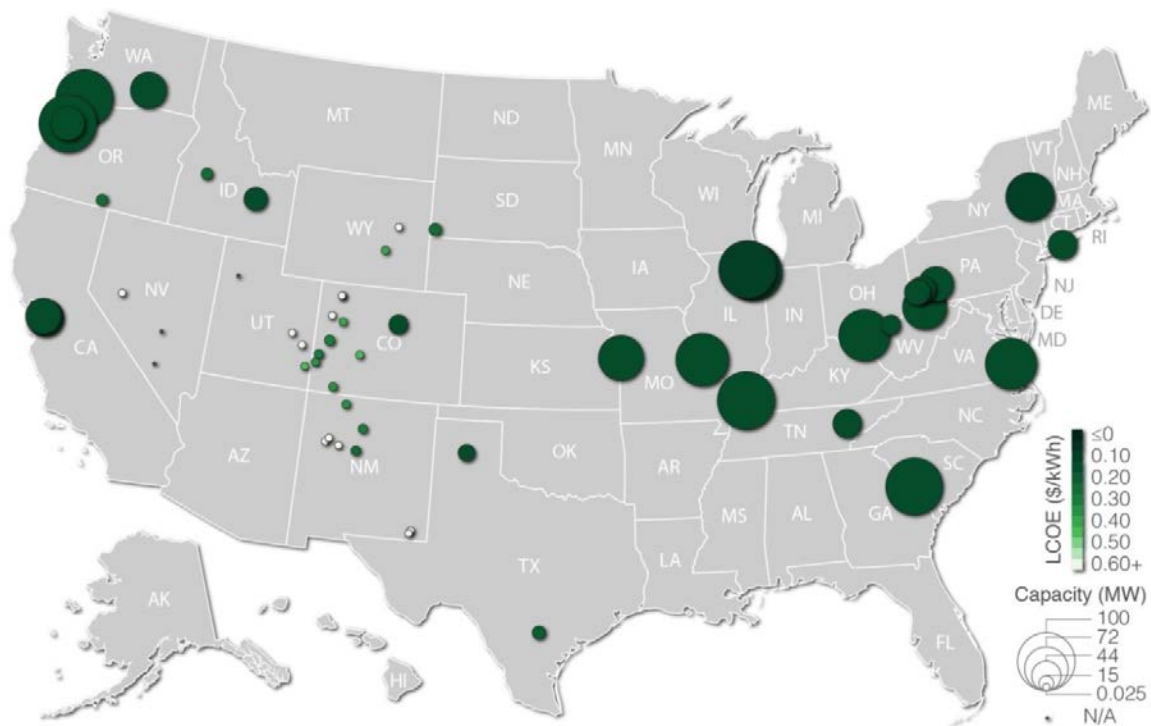 WA
MT
ND
MN
ME
OR
ID
SD
WI
MI
VT
NH
NY
MA
CT
RI
WY
NE
IA
PA
NJ
NV
UT
CO
IL
IN
OH
DE
MD
CA
KS
MO
WV
VA
KY
AZ
NM
OK
TN
NC
AR
SC
MS
AL
GA
TX
LA
FL
AK
HI
LCOE ($/kWh)
≤0
0.10
0.20
0.30
0.40
0.50
0.60+
Capacity (MW)
100
72
44
15
0.025
N/A